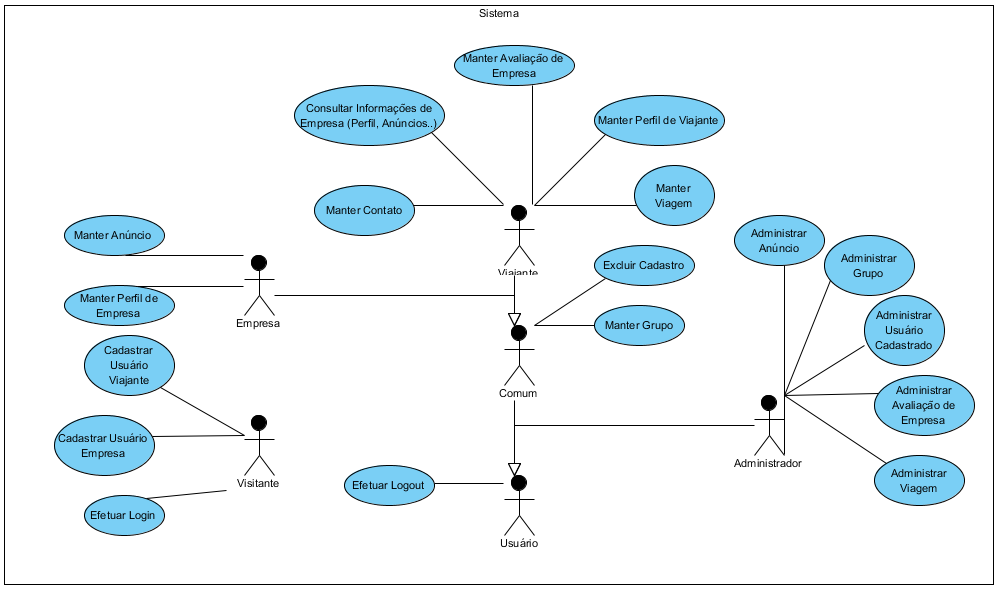 Sistema
Manter Avaliação de
Empresa
Consultar Informações de
Empresa (Perfil, Anúncios..)
Manter Perfil de Viajante
Manter
Viagem
Manter Contato
Viajante
Manter Anúncio
Manter Perfil de
Empresa
Empresa
Excluir Cadastro
Manter Grupo
Comum
Administrar
Anúncio
Administrar
Grupo
Administrar
Usuário
Cadastrado
Administrar
Avaliação de
Empresa
Administrar
Viagem
Administrador
Cadastrar
Usuário
Viajante
Cadastrar Usuário
Empresa
Efetuar Login
Visitante
Efetuar Logout
Usuário